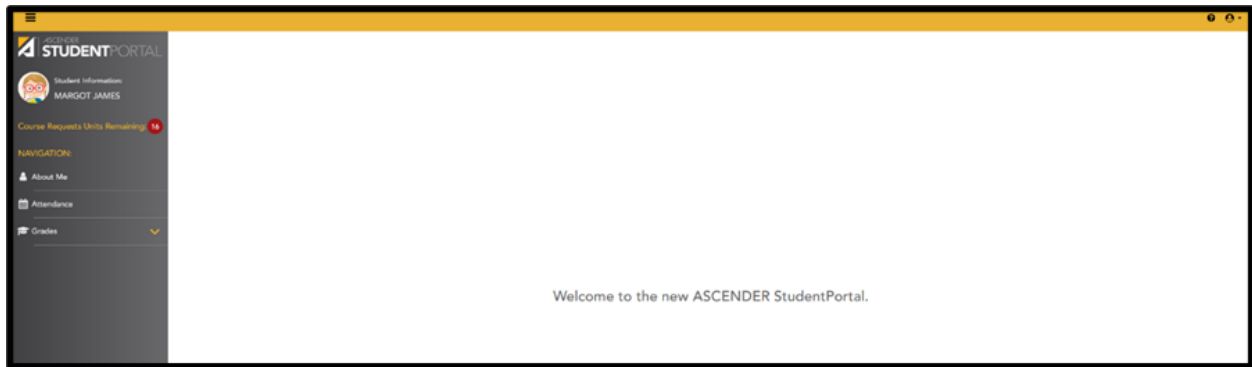 ASCENDER
STUDENTPORTAL
Student Information:
MARGOT JAMES
Course Requests Units Remaining: 16
NAVIGATION:
About Me
Attendance
Grades
Welcome to the new ASCENDER StudentPortal.